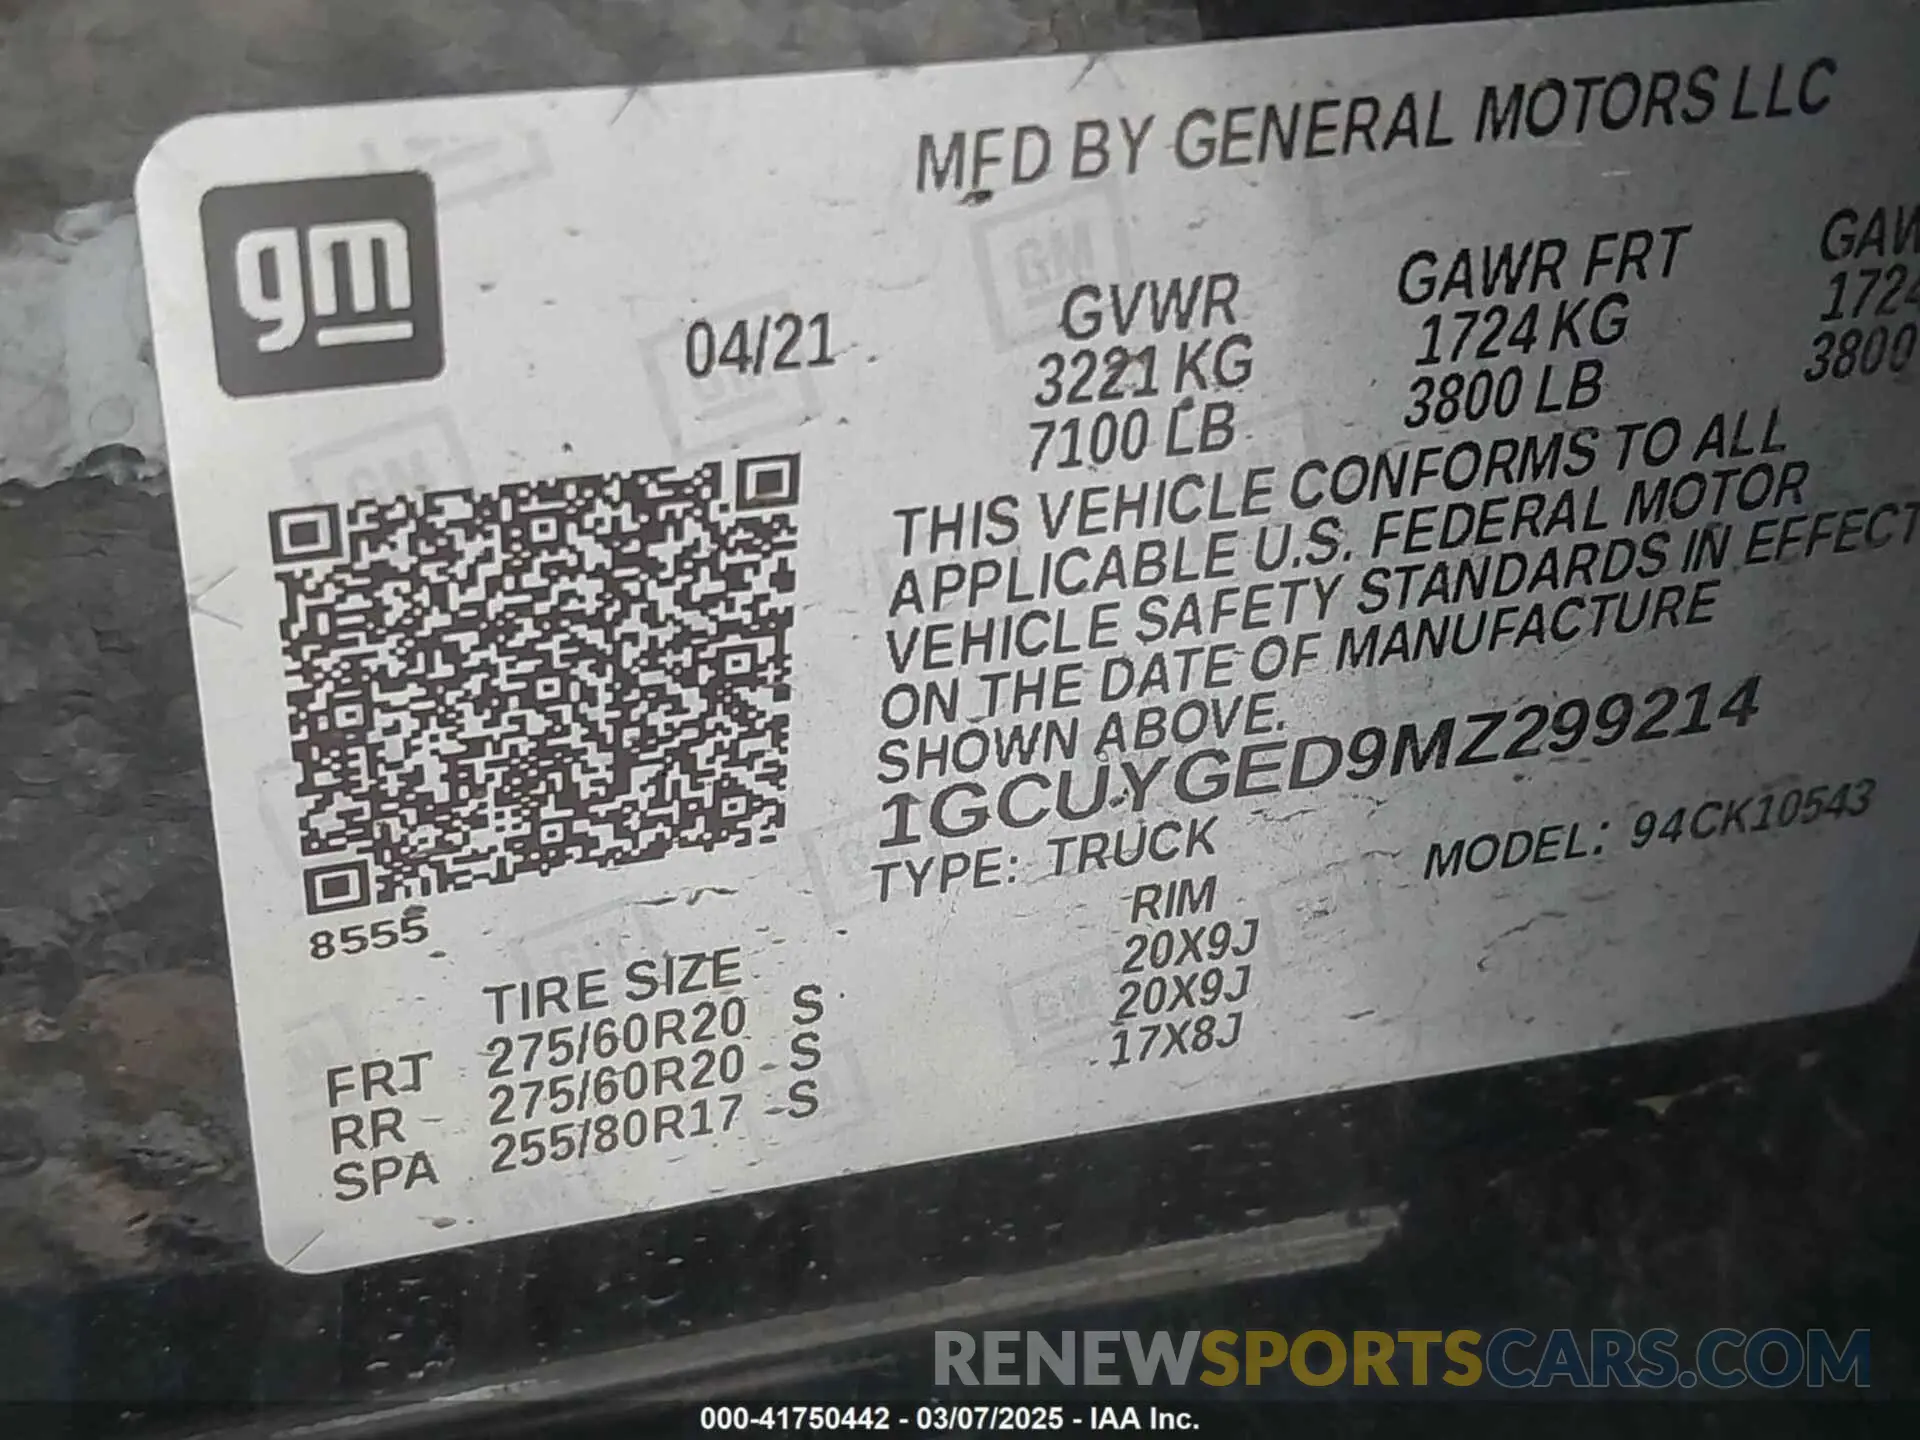 MFD BY GENERAL MOTORS LLC
gm
04/21
GVWR GAWR FRT
3221 KG 1724 KG 1724
7100 LB 3800 LB 3800
THIS VEHICLE CONFORMS TO ALL
APPLICABLE U.S. FEDERAL MOTOR
VEHICLE SAFETY STANDARDS IN EFFECT
ON THE DATE OF MANUFACTURE
SHOWN ABOVE.
1GCUYGED9MZ299214
TYPE: TRUCK MODEL: 94CK10543
8555
TIRE SIZE RIM
FRT 275/60R20 S 20X9J
RR 275/60R20 S 20X9J
SPA 255/80R17 S 17X8J
RENEWSPORTSCARS.COM
000-41750442 - 03/07/2025 - IAA Inc.